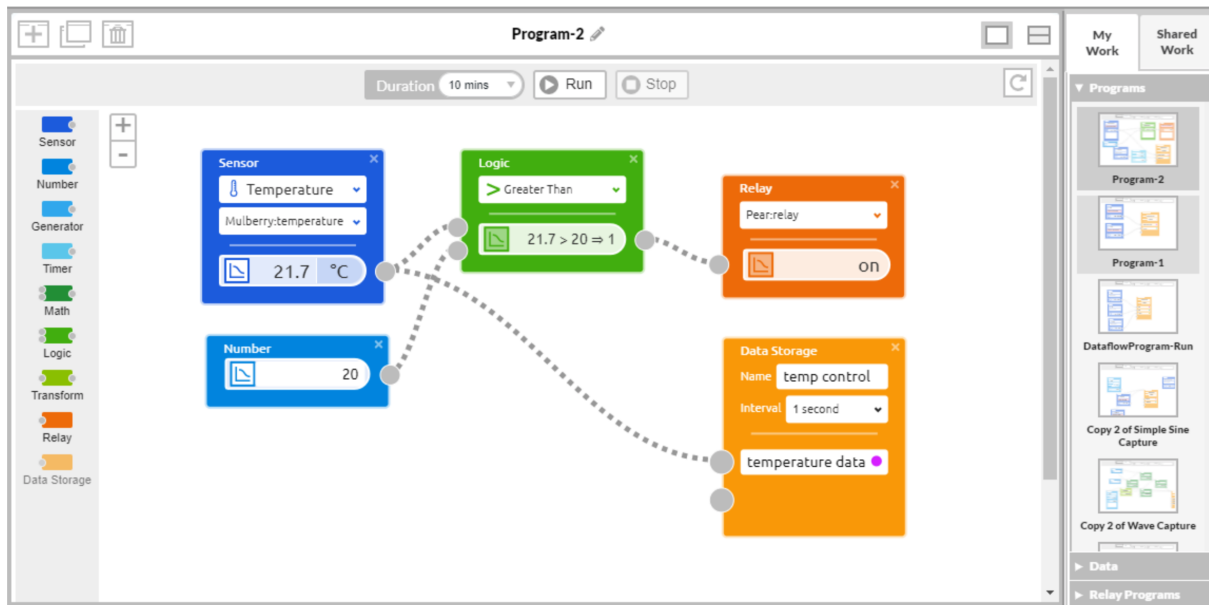 Program-2
Duration 10 mins Run Stop
Sensor
Number
Generator
Timer
Math
Logic
Transform
Relay
Data Storage
+
-
Sensor
Temperature
Mulberry:temperature
21.7 °C
Number
20
Logic
> Greater Than
21.7 > 20 ⇒ 1
Relay
Pear:relay
on
Data Storage
Name temp control
Interval 1 second
temperature data
My Work
Shared Work
Programs
Program-2
Program-1
DataflowProgram-Run
Copy 2 of Simple Sine
Capture
Copy 2 of Wave Capture
Data
Relay Programs